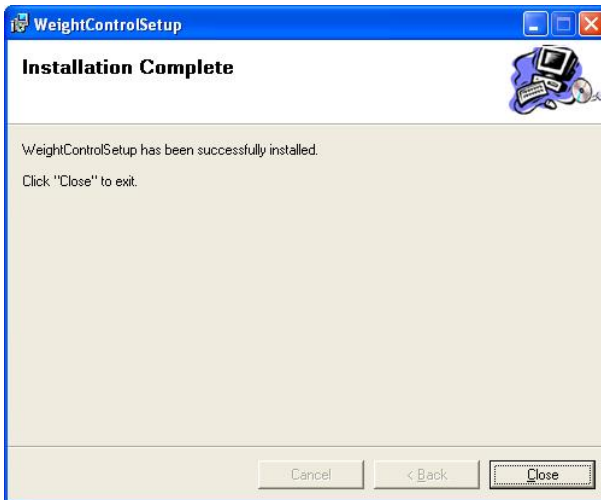 WeightControlSetup
Installation Complete
WeightControlSetup has been successfully installed.
Click "Close" to exit.
Cancel
< Back
Close